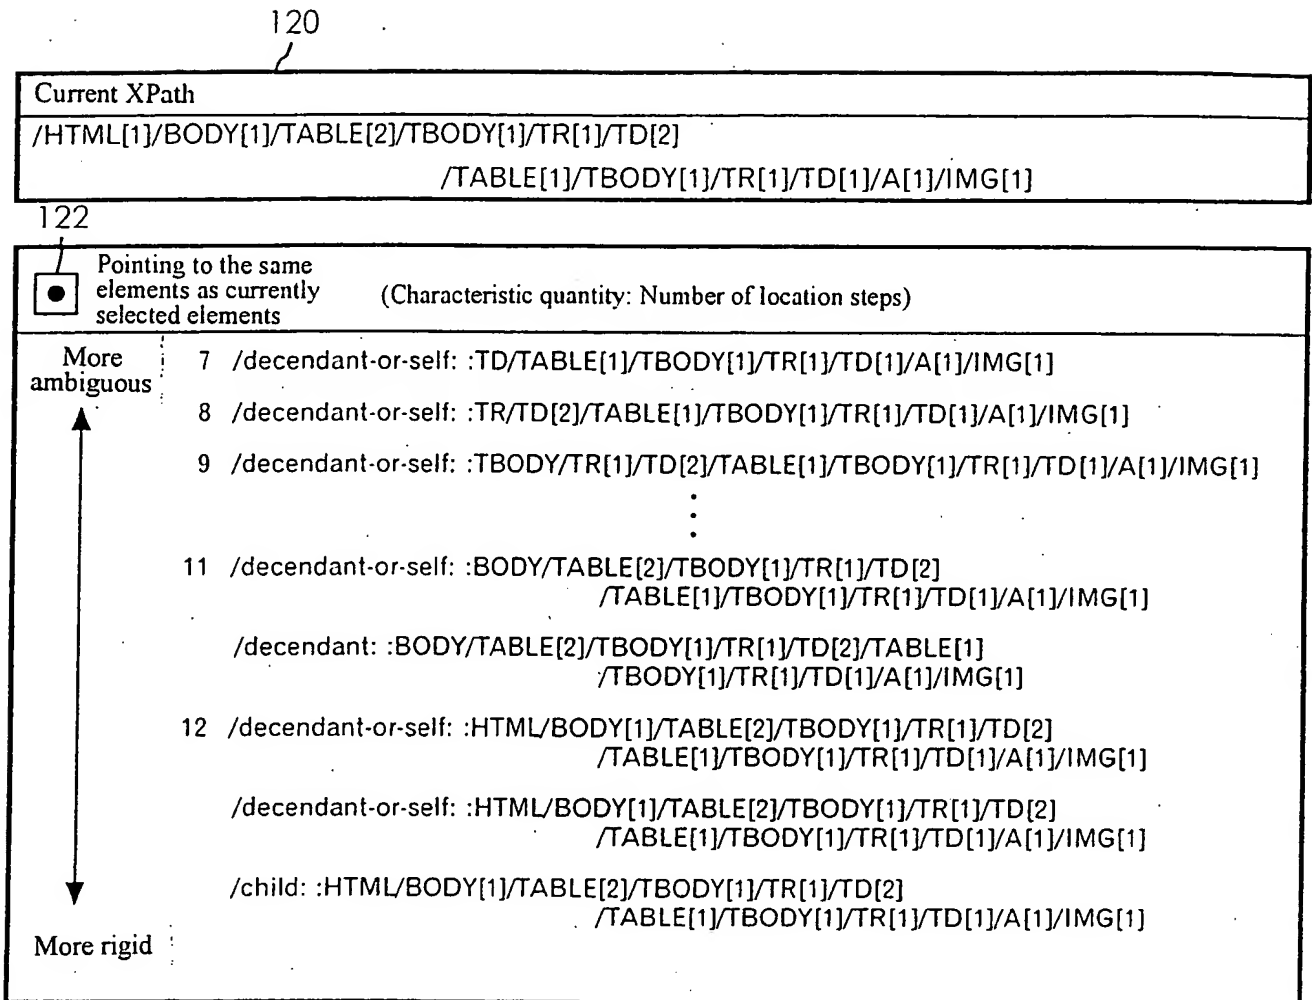 120
Current XPath
/HTML[1]/BODY[1]/TABLE[2]/TBODY[1]/TR[1]/TD[2]
/TABLE[1]/TBODY[1]/TR[1]/TD[1]/A[1]/IMG[1]
122
Pointing to the same
elements as currently (Characteristic quantity: Number of location steps)
selected elements
More
ambiguous
7 /decendant-or-self: :TD/TABLE[1]/TBODY[1]/TR[1]/TD[1]/A[1]/IMG[1]
8 /decendant-or-self: :TR/TD[2]/TABLE[1]/TBODY[1]/TR[1]/TD[1]/A[1]/IMG[1]
9 /decendant-or-self: :TBODY/TR[1]/TD[2]/TABLE[1]/TBODY[1]/TR[1]/TD[1]/A[1]/IMG[1]
11 /decendant-or-self: :BODY/TABLE[2]/TBODY[1]/TR[1]/TD[2]
/TABLE[1]/TBODY[1]/TR[1]/TD[1]/A[1]/IMG[1]
/decendant: :BODY/TABLE[2]/TBODY[1]/TR[1]/TD[2]/TABLE[1]
/TBODY[1]/TR[1]/TD[1]/A[1]/IMG[1]
12 /decendant-or-self: :HTML/BODY[1]/TABLE[2]/TBODY[1]/TR[1]/TD[2]
/TABLE[1]/TBODY[1]/TR[1]/TD[1]/A[1]/IMG[1]
/decendant-or-self: :HTML/BODY[1]/TABLE[2]/TBODY[1]/TR[1]/TD[2]
/TABLE[1]/TBODY[1]/TR[1]/TD[1]/A[1]/IMG[1]
/child: :HTML/BODY[1]/TABLE[2]/TBODY[1]/TR[1]/TD[2]
/TABLE[1]/TBODY[1]/TR[1]/TD[1]/A[1]/IMG[1]
More rigid